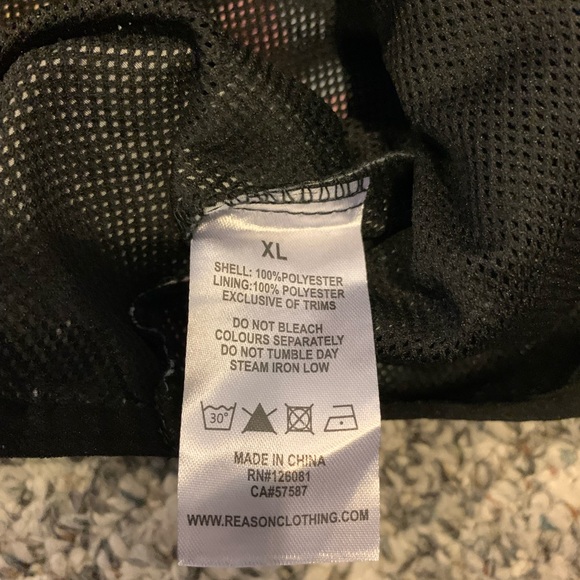 XL
SHELL: 100%POLYESTER
LINING:100% POLYESTER
EXCLUSIVE OF TRIMS
DO NOT BLEACH
COLOURS SEPARATELY
DO NOT TUMBLE DAY
STEAM IRON LOW
30°
MADE IN CHINA
RN#126081
CA#57587
WWW.REASONCLOTHING.COM